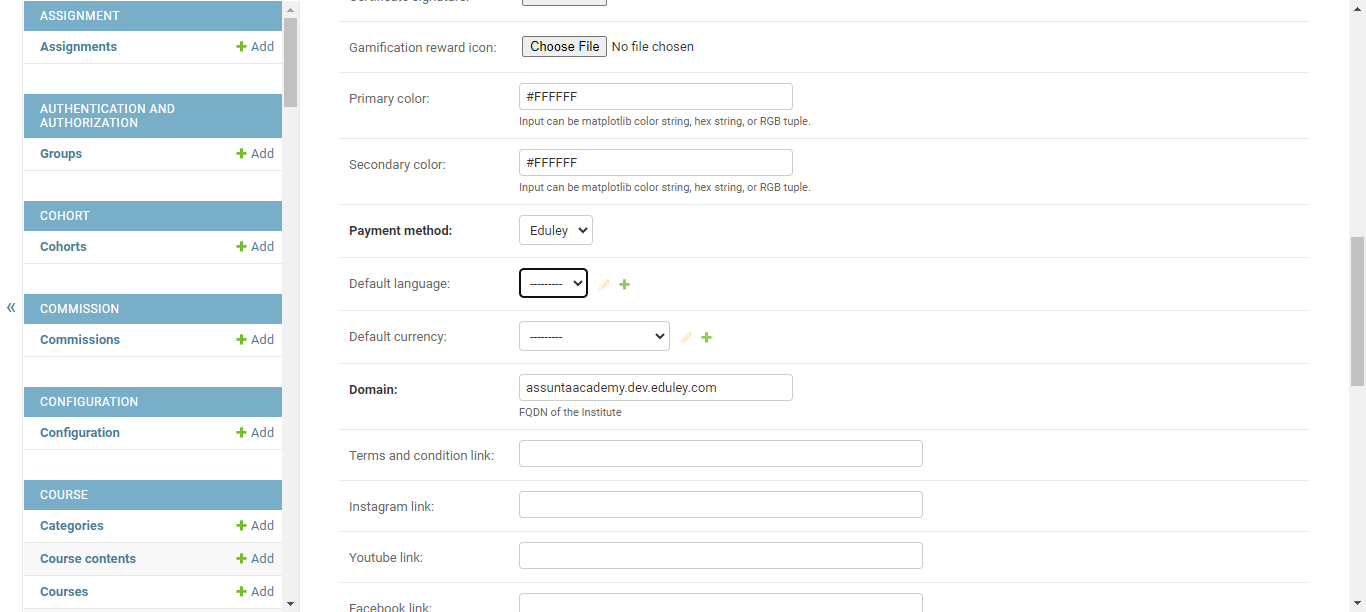 ASSIGNMENT
Assignments
Add
AUTHENTICATION AND
AUTHORIZATION
Groups
Add
COHORT
Cohorts
Add
COMMISSION
Commissions
Add
CONFIGURATION
Configuration
Add
COURSE
Categories
Add
Course contents
Add
Courses
Add
«
Gamification reward icon:
Choose File No file chosen
Primary color:
#FFFFFF
Input can be matplotlib color string, hex string, or RGB tuple.
Secondary color:
#FFFFFF
Input can be matplotlib color string, hex string, or RGB tuple.
Payment method:
Eduley
Default language:
---------
Default currency:
---------
Domain:
assuntaacademy.dev.eduley.com
FQDN of the Institute
Terms and condition link:
Instagram link:
Youtube link:
Facebook link: